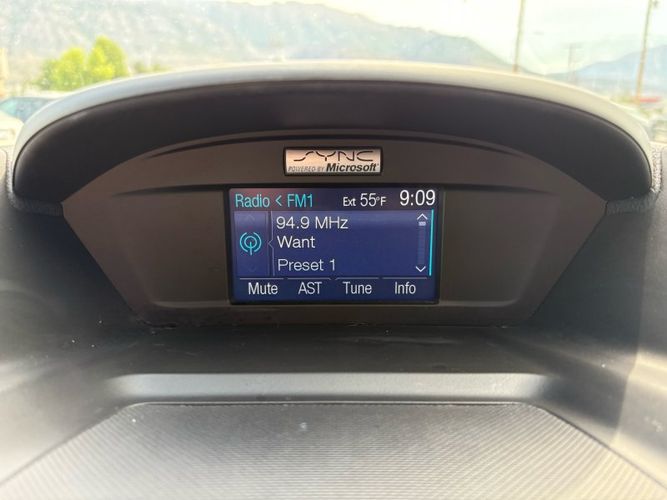 SYNC
POWERED BY Microsoft®
Radio < FM1 Ext 55°F 9:09
94.9 MHz
Want
Preset 1
Mute AST Tune Info